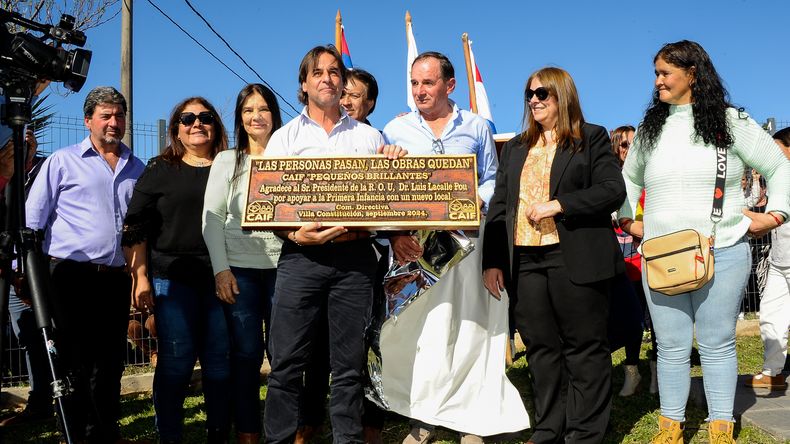 "LAS PERSONAS PASAN, LAS OBRAS QUEDAN"
CAIF "PEQUEÑOS BRILLANTES"
Agradece al Sr. Presidente de la R. O. U, Dr. Luis Lacalle Pou
por apoyar a la Primera Infancia con un nuevo local.
Com. Directiva
Villa Constitución, septiembre 2024.
CAIF
CAIF
LOVE